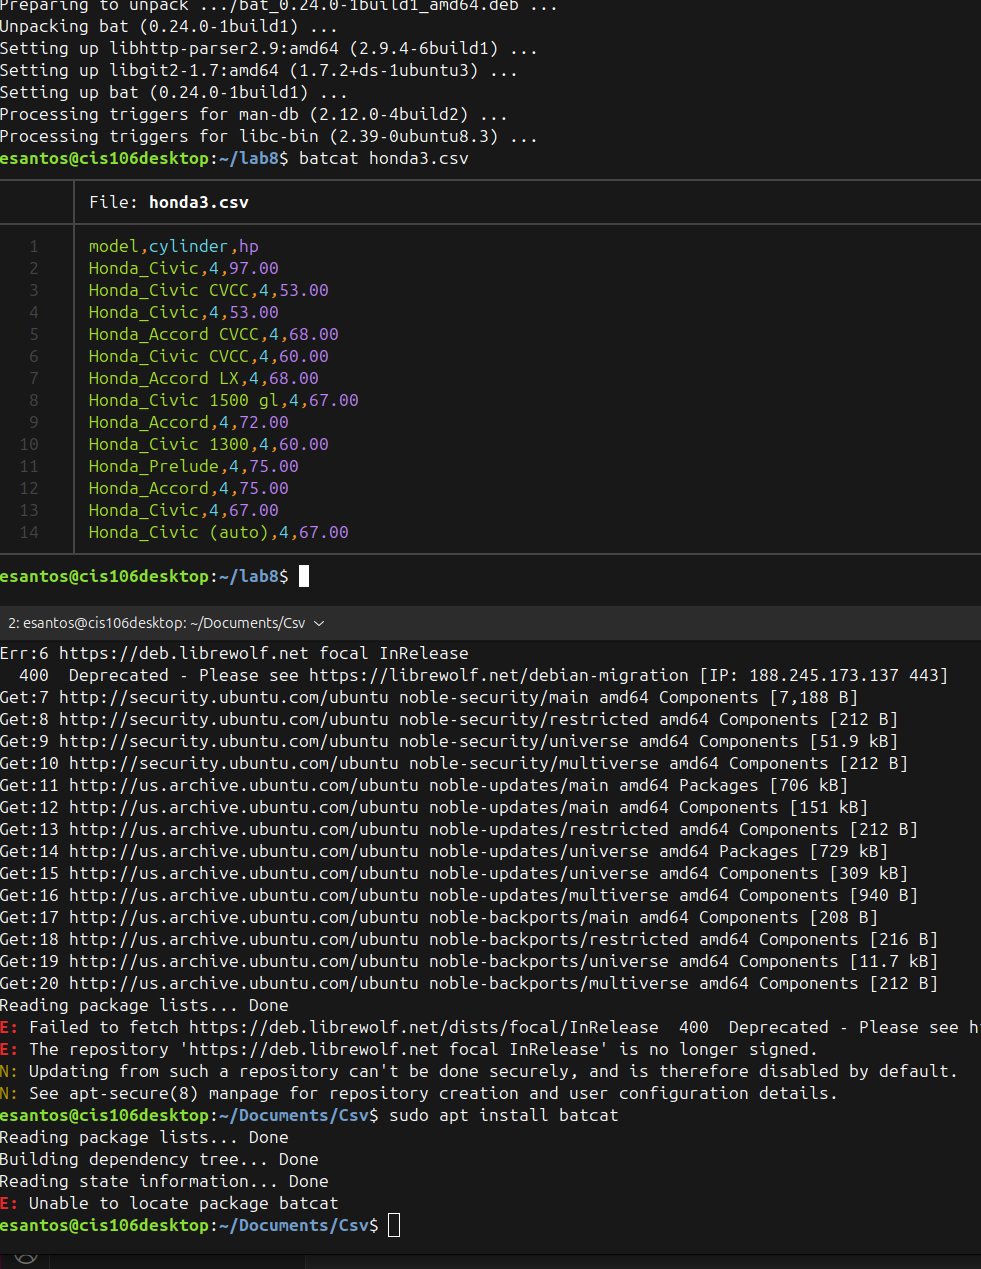 Preparing to unpack .../bat_0.24.0-1build1_amd64.deb ...
Unpacking bat (0.24.0-1build1) ...
Setting up libhttp-parser2.9:amd64 (2.9.4-6build1) ...
Setting up libgit2-1.7:amd64 (1.7.2+ds-1ubuntu3) ...
Setting up bat (0.24.0-1build1) ...
Processing triggers for man-db (2.12.0-4build2) ...
Processing triggers for libc-bin (2.39-0ubuntu8.3) ...
esantos@cis106desktop:~/lab8$ batcat honda3.csv
File: honda3.csv
1 model,cylinder,hp
2 Honda_Civic,4,97.00
3 Honda_Civic CVCC,4,53.00
4 Honda_Civic,4,53.00
5 Honda_Accord CVCC,4,68.00
6 Honda_Civic CVCC,4,60.00
7 Honda_Accord LX,4,68.00
8 Honda_Civic 1500 gl,4,67.00
9 Honda_Accord,4,72.00
10 Honda_Civic 1300,4,60.00
11 Honda_Prelude,4,75.00
12 Honda_Accord,4,75.00
13 Honda_Civic,4,67.00
14 Honda_Civic (auto),4,67.00
esantos@cis106desktop:~/lab8$
2: esantos@cis106desktop: ~/Documents/Csv
Err:6 https://deb.librewolf.net focal InRelease
400  Deprecated - Please see https://librewolf.net/debian-migration [IP: 188.245.173.137 443]
Get:7 http://security.ubuntu.com/ubuntu noble-security/main amd64 Components [7,188 B]
Get:8 http://security.ubuntu.com/ubuntu noble-security/restricted amd64 Components [212 B]
Get:9 http://security.ubuntu.com/ubuntu noble-security/universe amd64 Components [51.9 kB]
Get:10 http://security.ubuntu.com/ubuntu noble-security/multiverse amd64 Components [212 B]
Get:11 http://us.archive.ubuntu.com/ubuntu noble-updates/main amd64 Packages [706 kB]
Get:12 http://us.archive.ubuntu.com/ubuntu noble-updates/main amd64 Components [151 kB]
Get:13 http://us.archive.ubuntu.com/ubuntu noble-updates/restricted amd64 Components [212 B]
Get:14 http://us.archive.ubuntu.com/ubuntu noble-updates/universe amd64 Packages [729 kB]
Get:15 http://us.archive.ubuntu.com/ubuntu noble-updates/universe amd64 Components [309 kB]
Get:16 http://us.archive.ubuntu.com/ubuntu noble-updates/multiverse amd64 Components [940 B]
Get:17 http://us.archive.ubuntu.com/ubuntu noble-backports/main amd64 Components [208 B]
Get:18 http://us.archive.ubuntu.com/ubuntu noble-backports/restricted amd64 Components [216 B]
Get:19 http://us.archive.ubuntu.com/ubuntu noble-backports/universe amd64 Components [11.7 kB]
Get:20 http://us.archive.ubuntu.com/ubuntu noble-backports/multiverse amd64 Components [212 B]
Reading package lists... Done
E: Failed to fetch https://deb.librewolf.net/dists/focal/InRelease  400  Deprecated - Please see
E: The repository 'https://deb.librewolf.net focal InRelease' is no longer signed.
N: Updating from such a repository can't be done securely, and is therefore disabled by default.
N: See apt-secure(8) manpage for repository creation and user configuration details.
esantos@cis106desktop:~/Documents/Csv$ sudo apt install batcat
Reading package lists... Done
Building dependency tree... Done
Reading state information... Done
E: Unable to locate package batcat
esantos@cis106desktop:~/Documents/Csv$